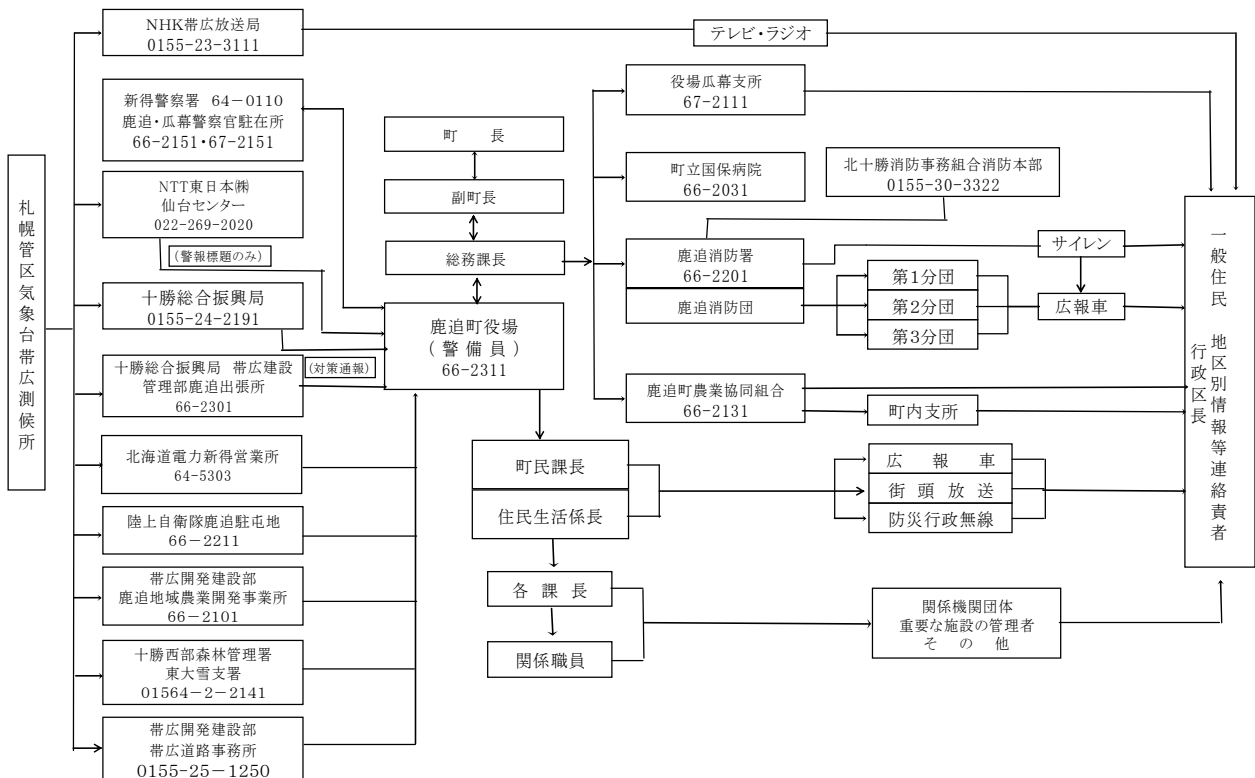 札幌管区気象台帯広測候所
NHK帯広放送局
0155-23-3111
新得警察署 64-0110
鹿追・瓜幕警察官駐在所
66-2151・67-2151
NTT東日本㈱
仙台センター
022-269-2020
(警報標題のみ)
十勝総合振興局
0155-24-2191
十勝総合振興局 帯広建設
管理部鹿追出張所
66-2301
(対策通報)
北海道電力新得営業所
64-5303
陸上自衛隊鹿追駐屯地
66-2211
帯広開発建設部
鹿追地域農業開発事業所
66-2101
十勝西部森林管理署
東大雪支署
01564-2-2141
帯広開発建設部
帯広道路事務所
0155-25-1250
町 長
副町長
総務課長
鹿追町役場
(警備員)
66-2311
町民課長
住民生活係長
各課長
関係職員
テレビ・ラジオ
役場瓜幕支所
67-2111
町立国保病院
66-2031
北十勝消防事務組合消防本部
0155-30-3322
鹿追消防署
66-2201
鹿追消防団
第1分団
第2分団
第3分団
サイレン
広報車
鹿追町農業協同組合
66-2131
町内支所
広 報 車
街 頭 放 送
防災行政無線
関係機関団体
重要な施設の管理者
そ の 他
一般住民 地区別情報等連絡責者
行政区長